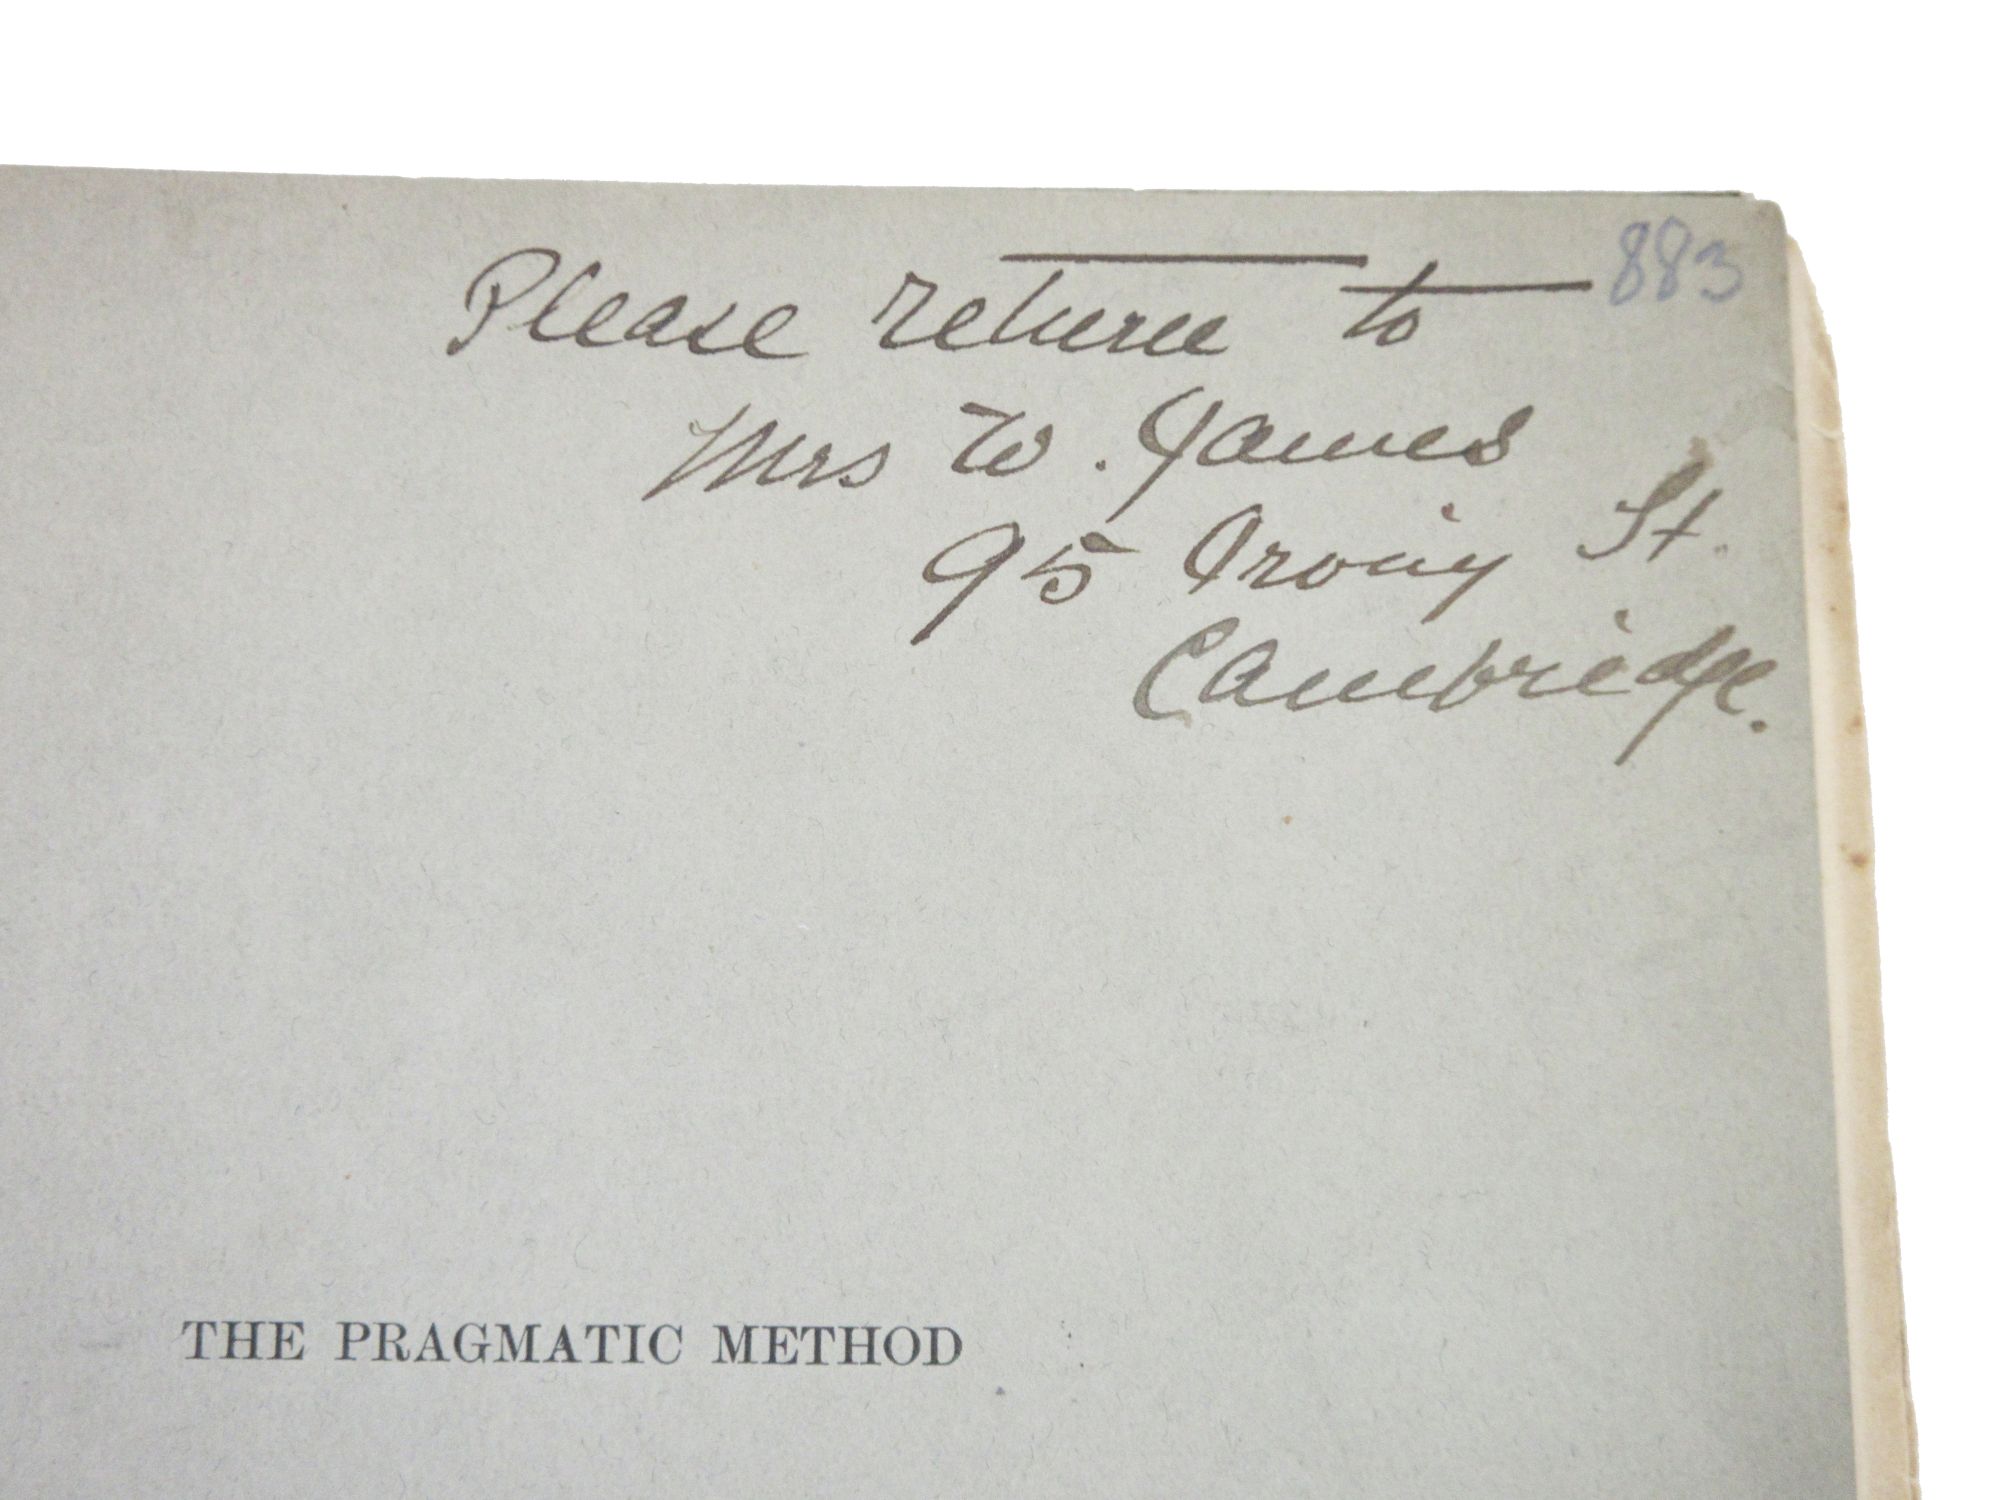 883
Please return to
Mrs W. James
95 Irving St.
Cambridge.
THE PRAGMATIC METHOD